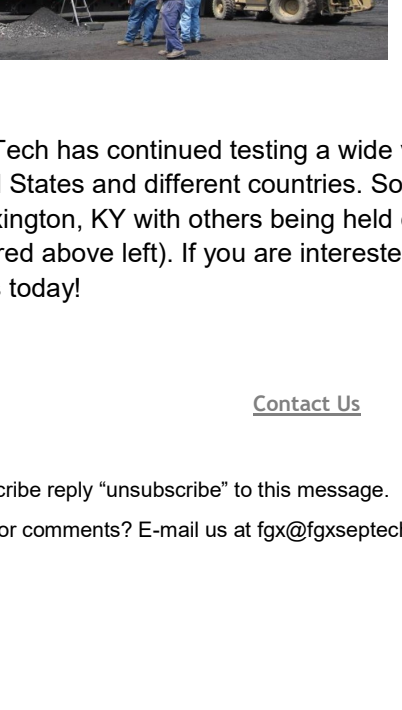 Tech has continued testing a wide
States and different countries. So
xington, KY with others being held
red above left). If you are intereste
s today!
Contact Us
cribe reply “unsubscribe” to this message.
or comments? E-mail us at fgx@fgxseptech